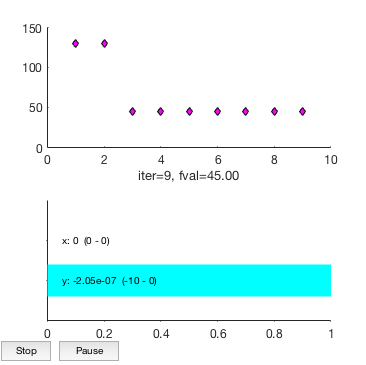 150
100
50
0
0 2 4 6 8 10
iter=9, fval=45.00
x: 0 (0 - 0)
y: -2.05e-07 (-10 - 0)
0 0.2 0.4 0.6 0.8 1
Stop Pause